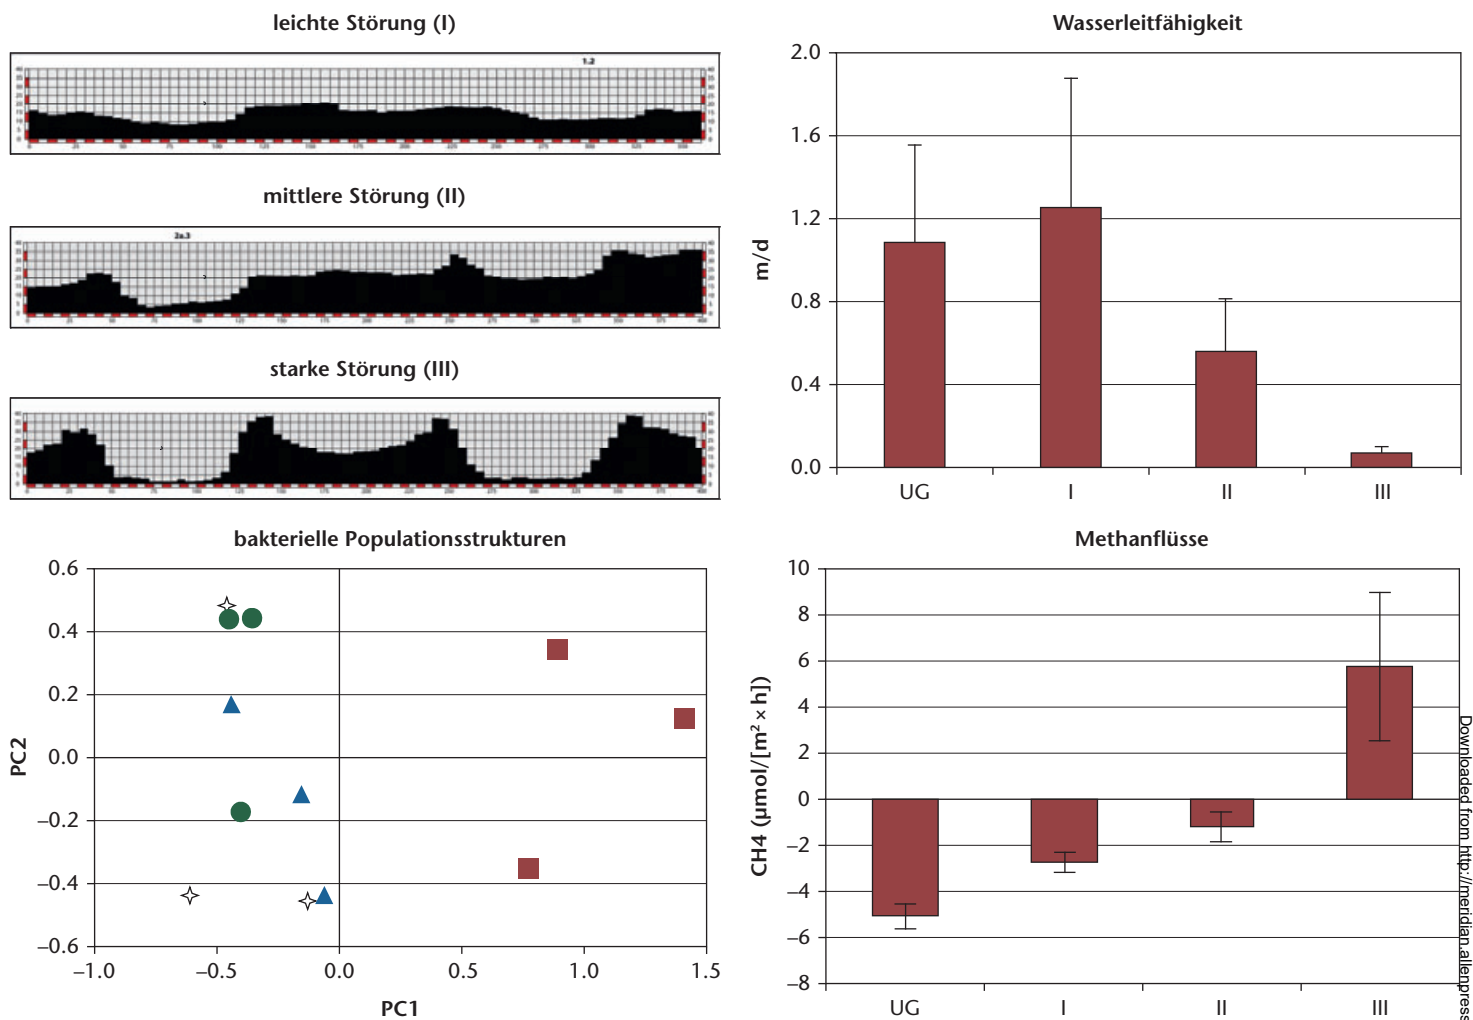 leichte Störung (I)
1.2
mittlere Störung (II)
2a.3
starke Störung (III)
Wasserleitfähigkeit
m/d
2.0
1.6
1.2
0.8
0.4
0.0
UG I II III
bakterielle Populationsstrukturen
PC2
0.6
0.4
0.2
0.0
–0.2
–0.4
–0.6
–1.0 –0.5 0.0 0.5 1.0 1.5
PC1
Methanflüsse
CH4 (µmol/[m² × h])
10
8
6
4
2
0
–2
–4
–6
–8
UG I II III
Downloaded from http://meridian.allenpress